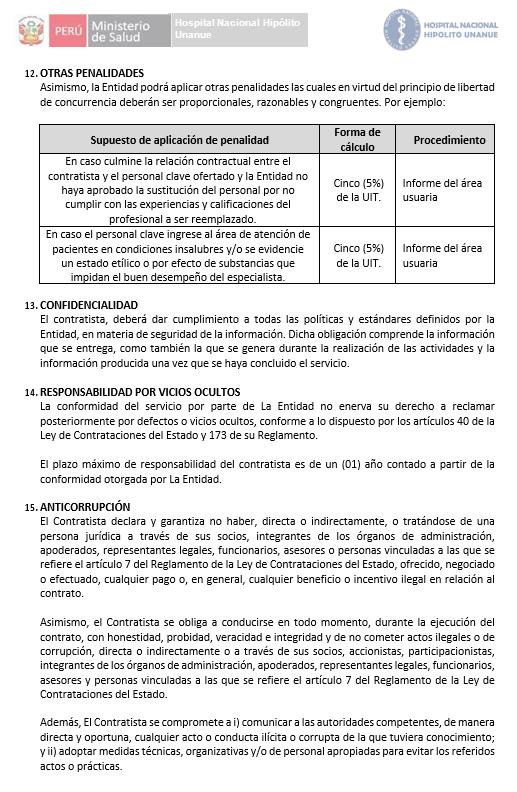 PERÚ
Ministerio
de Salud
Hospital Nacional Hipólito
Unanue
HOSPITAL NACIONAL
HIPOLITO UNANUE
12. OTRAS PENALIDADES
Asimismo, la Entidad podrá aplicar otras penalidades las cuales en virtud del principio de libertad
de concurrencia deberán ser proporcionales, razonables y congruentes. Por ejemplo:
Supuesto de aplicación de penalidad
Forma de
cálculo
Procedimiento
En caso culmine la relación contractual entre el
contratista y el personal clave ofertado y la Entidad no
haya aprobado la sustitución del personal por no
cumplir con las experiencias y calificaciones del
profesional a ser reemplazado.
Cinco (5%)
de la UIT.
Informe del área
usuaria
En caso el personal clave ingrese al área de atención de
pacientes en condiciones insalubres y/o se evidencie
un estado etílico o por efecto de substancias que
impidan el buen desempeño del especialista.
Cinco (5%)
de la UIT.
Informe del área
usuaria
13. CONFIDENCIALIDAD
El contratista, deberá dar cumplimiento a todas las políticas y estándares definidos por la
Entidad, en materia de seguridad de la información. Dicha obligación comprende la información
que se entrega, como también la que se genera durante la realización de las actividades y la
información producida una vez que se haya concluido el servicio.
14. RESPONSABILIDAD POR VICIOS OCULTOS
La conformidad del servicio por parte de La Entidad no enerva su derecho a reclamar
posteriormente por defectos o vicios ocultos, conforme a lo dispuesto por los artículos 40 de la
Ley de Contrataciones del Estado y 173 de su Reglamento.
El plazo máximo de responsabilidad del contratista es de un (01) año contado a partir de la
conformidad otorgada por La Entidad.
15. ANTICORRUPCIÓN
El Contratista declara y garantiza no haber, directa o indirectamente, o tratándose de una
persona jurídica a través de sus socios, integrantes de los órganos de administración,
apoderados, representantes legales, funcionarios, asesores o personas vinculadas a las que se
refiere el artículo 7 del Reglamento de la Ley de Contrataciones del Estado, ofrecido, negociado
o efectuado, cualquier pago o, en general, cualquier beneficio o incentivo ilegal en relación al
contrato.
Asimismo, el Contratista se obliga a conducirse en todo momento, durante la ejecución del
contrato, con honestidad, probidad, veracidad e integridad y de no cometer actos ilegales o de
corrupción, directa o indirectamente o a través de sus socios, accionistas, participacionistas,
integrantes de los órganos de administración, apoderados, representantes legales, funcionarios,
asesores y personas vinculadas a las que se refiere el artículo 7 del Reglamento de la Ley de
Contrataciones del Estado.
Además, El Contratista se compromete a i) comunicar a las autoridades competentes, de manera
directa y oportuna, cualquier acto o conducta ilícita o corrupta de la que tuviera conocimiento;
y ii) adoptar medidas técnicas, organizativas y/o de personal apropiadas para evitar los referidos
actos o prácticas.